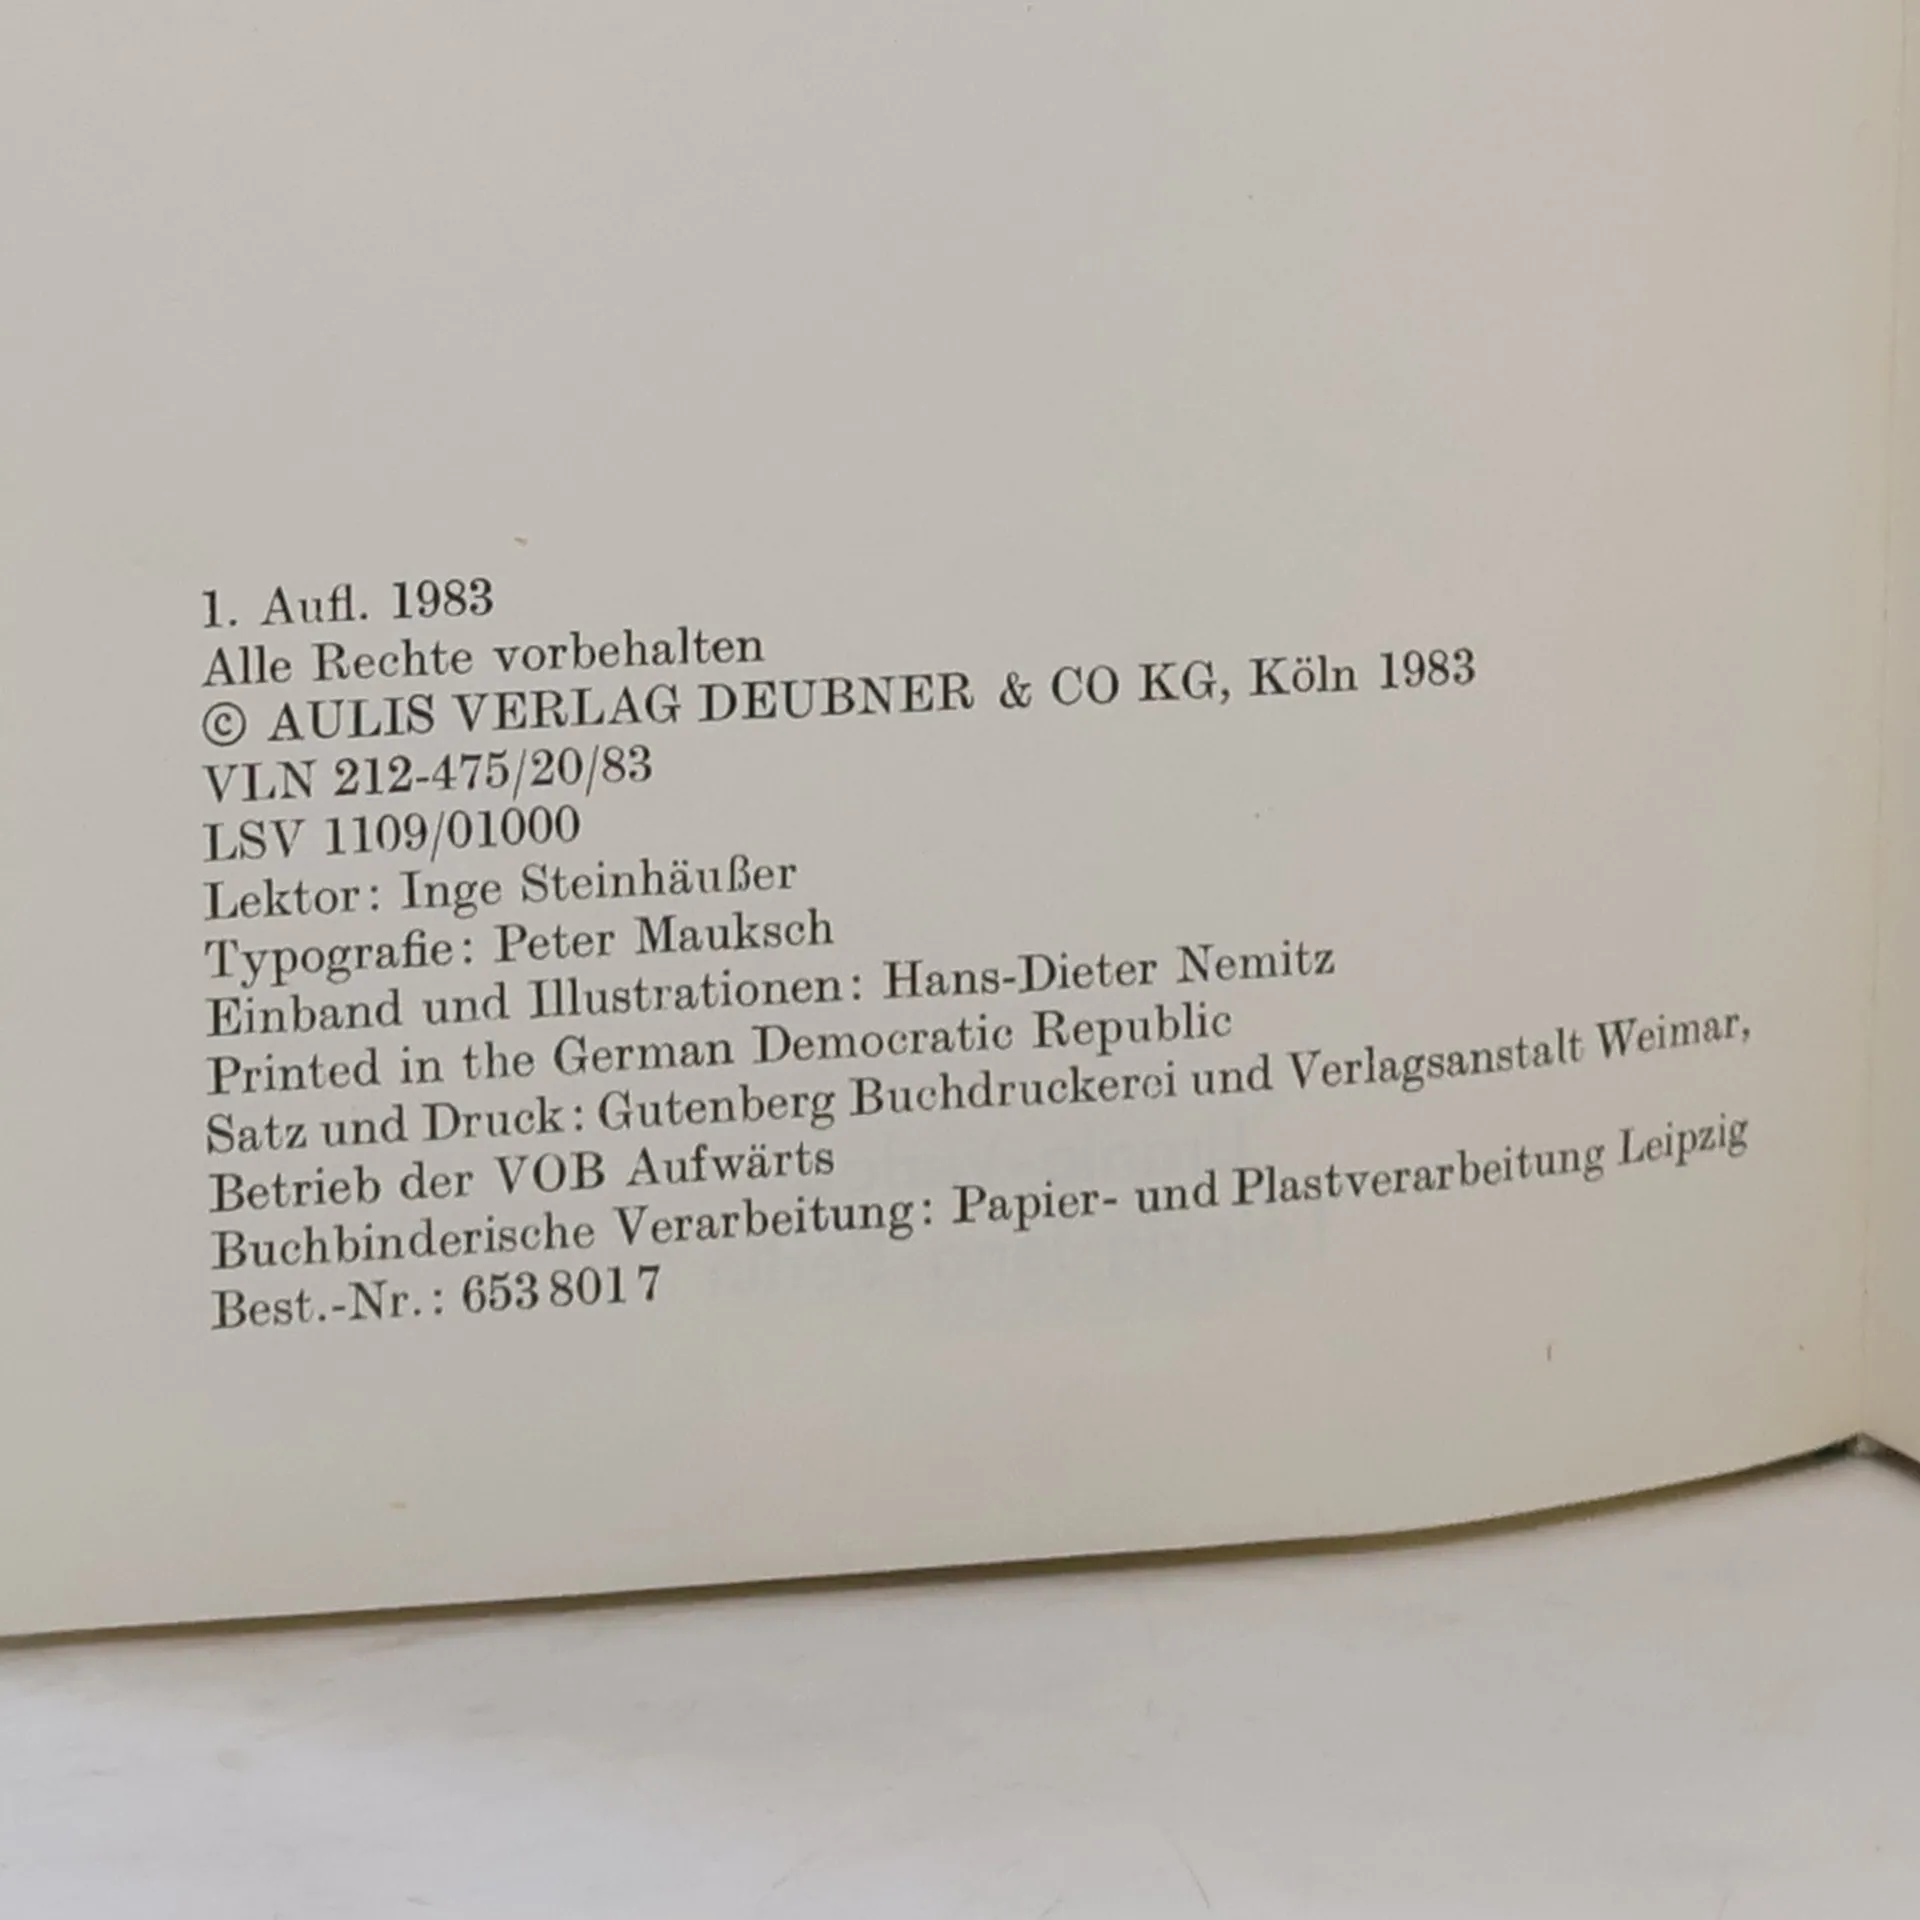 1. Aufl. 1983
Alle Rechte vorbehalten
© AULIS VERLAG DEUBNER & CO KG, Köln 1983
VLN 212-475/20/83
LSV 1109/01000
Lektor: Inge Steinhäußer
Typografie: Peter Mauksch
Einband und Illustrationen: Hans-Dieter Nemitz
Printed in the German Democratic Republic
Satz und Druck: Gutenberg Buchdruckerei und Verlagsanstalt Weimar,
Betrieb der VOB Aufwärts
Buchbinderische Verarbeitung: Papier- und Plastverarbeitung Leipzig
Best.-Nr.: 653 801 7